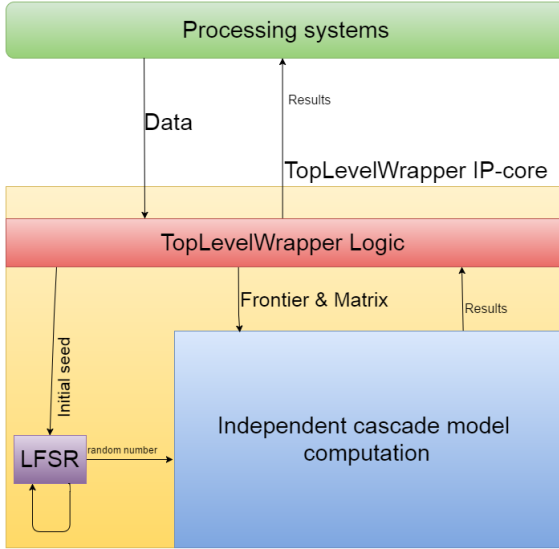 Processing systems
Results
Data
TopLevelWrapper IP-core
TopLevelWrapper Logic
Frontier & Matrix
Results
Initial seed
Independent cascade model
computation
LFSR
random number